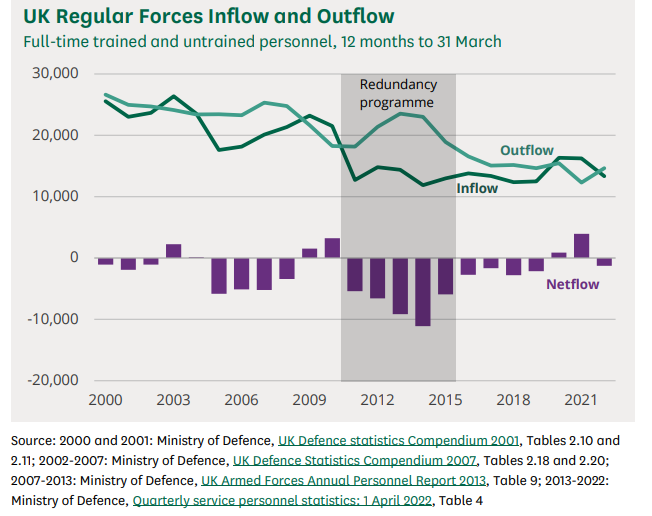 UK Regular Forces Inflow and Outflow
Full-time trained and untrained personnel, 12 months to 31 March
30,000
20,000
10,000
0
-10,000
-20,000
Redundancy
programme
Outflow
Inflow
Netflow
2000 2003 2006 2009 2012 2015 2018 2021
Source: 2000 and 2001: Ministry of Defence, UK Defence statistics Compendium 2001, Tables 2.10 and
2.11; 2002-2007: Ministry of Defence, UK Defence Statistics Compendium 2007, Tables 2.18 and 2.20;
2007-2013: Ministry of Defence, UK Armed Forces Annual Personnel Report 2013, Table 9; 2013-2022:
Ministry of Defence, Quarterly service personnel statistics: 1 April 2022, Table 4